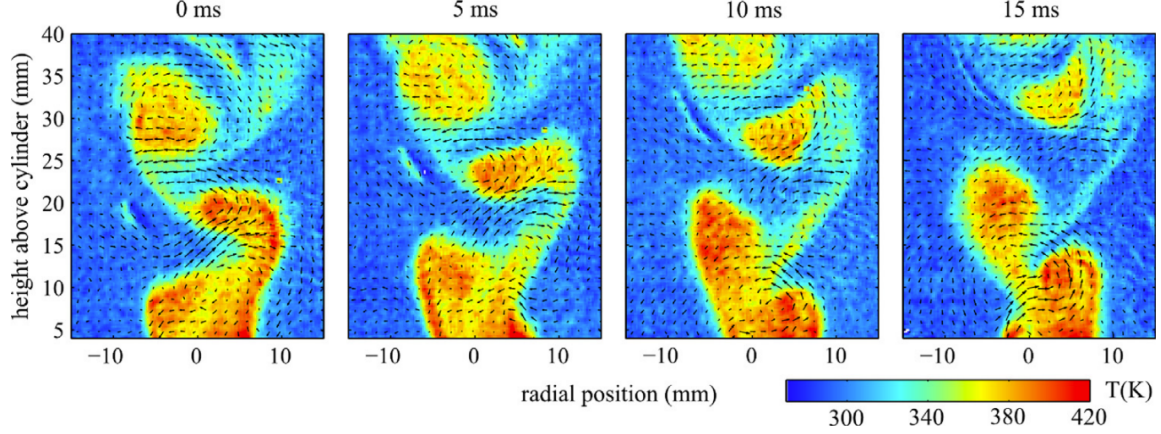 0 ms 5 ms 10 ms 15 ms
height above cylinder (mm)
40
35
30
25
20
15
10
5
−10 0 10 −10 0 10 −10 0 10 −10 0 10
radial position (mm)
T(K)
300 340 380 420